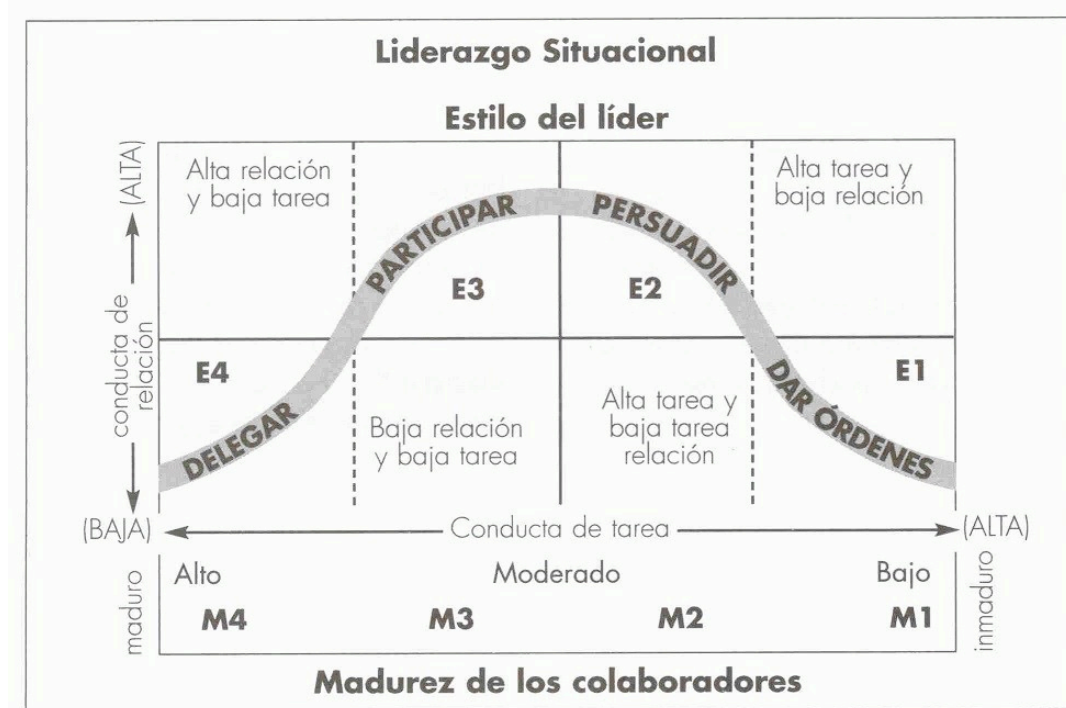 Liderazgo Situacional
Estilo del líder
(ALTA)
conducta de
relación
(BAJA)
Alta relación
y baja tarea
Alta tarea y
baja relación
PARTICIPAR
PERSUADIR
E3
E2
E4
E1
DELEGAR
DAR ÓRDENES
Baja relación
y baja tarea
Alta tarea y
baja tarea
relación
Conducta de tarea
(ALTA)
maduro
Alto
Moderado
Bajo
inmaduro
M4
M3
M2
M1
Madurez de los colaboradores